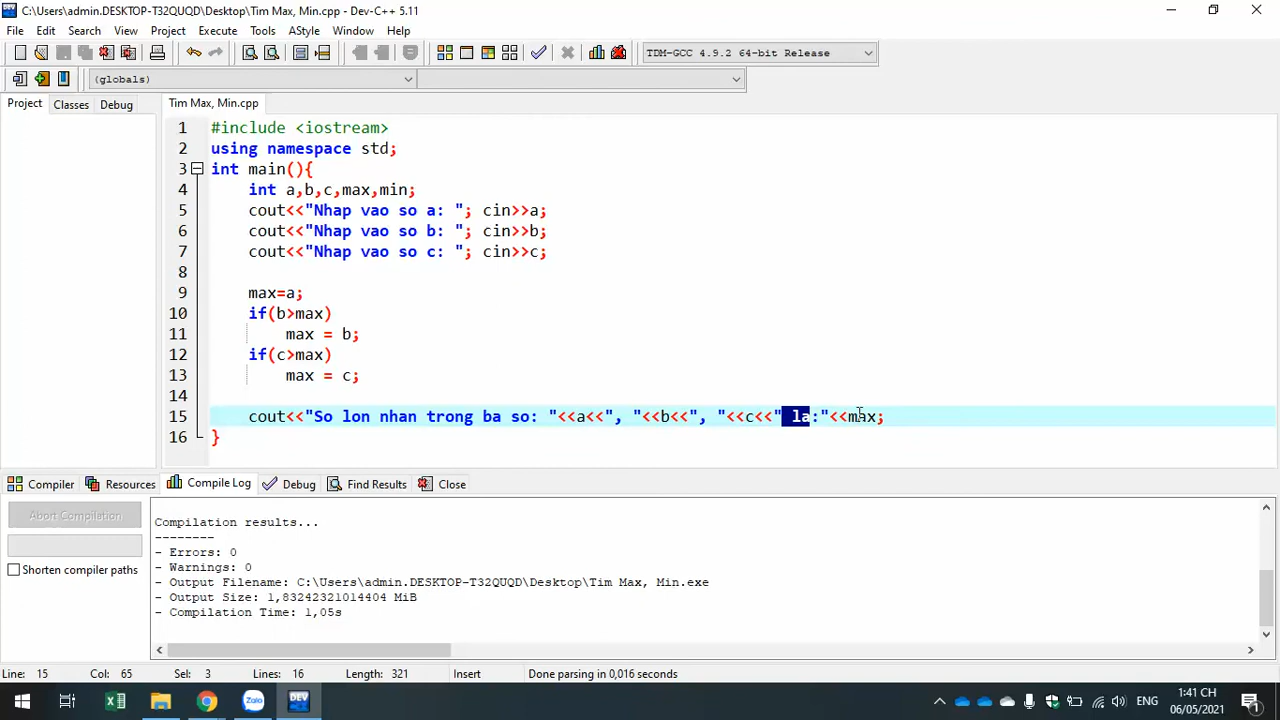 C:\Users\admin.DESKTOP-T32QUQD\Desktop\Tim Max, Min.cpp - Dev-C++ 5.11
File Edit Search View Project Execute Tools AStyle Window Help
TDM-GCC 4.9.2 64-bit Release
(globals)
Project Classes Debug
Tim Max, Min.cpp
1 #include <iostream>
2 using namespace std;
3 int main(){
4 int a,b,c,max,min;
5 cout<<"Nhap vao so a: "; cin>>a;
6 cout<<"Nhap vao so b: "; cin>>b;
7 cout<<"Nhap vao so c: "; cin>>c;
8
9 max=a;
10 if(b>max)
11 max = b;
12 if(c>max)
13 max = c;
14
15 cout<<"So lon nhan trong ba so: "<<a<<", "<<b<<", "<<c<<" la:"<<max;
16 }
Compiler Resources Compile Log Debug Find Results Close
Abort Compilation
Shorten compiler paths
Compilation results...
--------
- Errors: 0
- Warnings: 0
- Output Filename: C:\Users\admin.DESKTOP-T32QUQD\Desktop\Tim Max, Min.exe
- Output Size: 1,83242321014404 MiB
- Compilation Time: 1,05s
Line: 15 Col: 65 Sel: 3 Lines: 16 Length: 321 Insert Done parsing in 0,016 seconds
Zalo DEV ENG 1:41 CH
06/05/2021 1